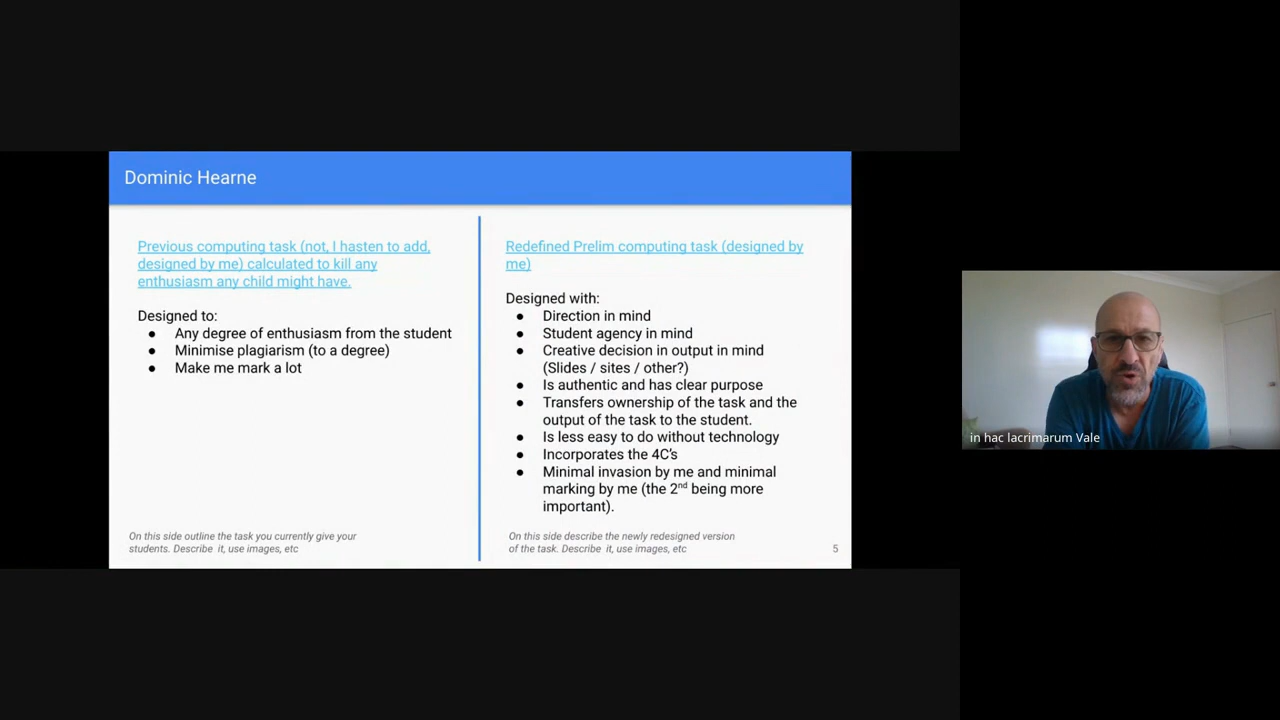 Dominic Hearne
Previous computing task (not, I hasten to add,
designed by me) calculated to kill any
enthusiasm any child might have.
Designed to:
● Any degree of enthusiasm from the student
● Minimise plagiarism (to a degree)
● Make me mark a lot
On this side outline the task you currently give your
students. Describe it, use images, etc
Redefined Prelim computing task (designed by
me)
Designed with:
● Direction in mind
● Student agency in mind
● Creative decision in output in mind
(Slides / sites / other?)
● Is authentic and has clear purpose
● Transfers ownership of the task and the
output of the task to the student.
● Is less easy to do without technology
● Incorporates the 4C's
● Minimal invasion by me and minimal
marking by me (the 2nd being more
important).
On this side describe the newly redesigned version
of the task. Describe it, use images, etc
5
in hac lacrimarum Vale